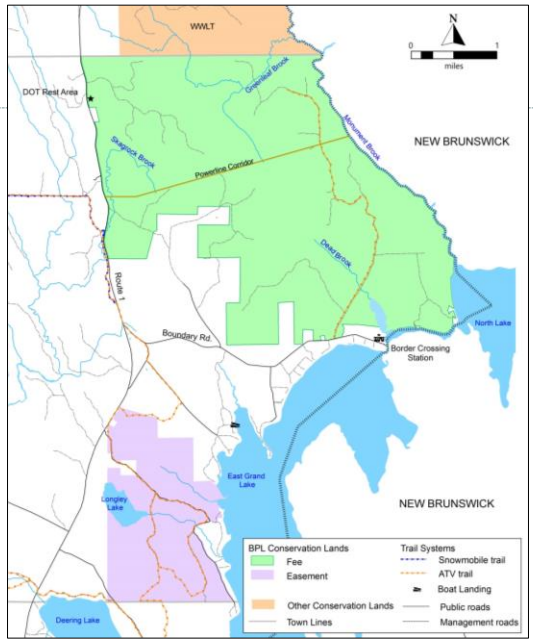 WWLT
N
0 1
miles
Greenleaf Brook
DOT Rest Area
Monument Brook
NEW BRUNSWICK
Skagrock Brook
Powerline Corridor
Dead Brook
Route 1
North Lake
Boundary Rd.
Border Crossing
Station
East Grand
Lake
Longley
Lake
NEW BRUNSWICK
Deering Lake
BPL Conservation Lands
Fee
Easement
Other Conservation Lands
Town Lines
Trail Systems
Snowmobile trail
ATV trail
Boat Landing
Public roads
Management roads